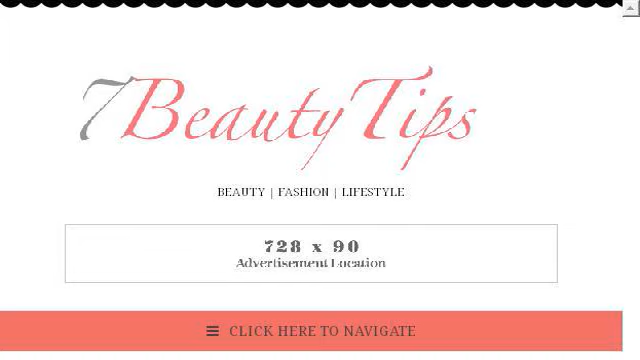 7BeautyTips
BEAUTY | FASHION | LIFESTYLE
728 x 90
Advertisement Location
CLICK HERE TO NAVIGATE